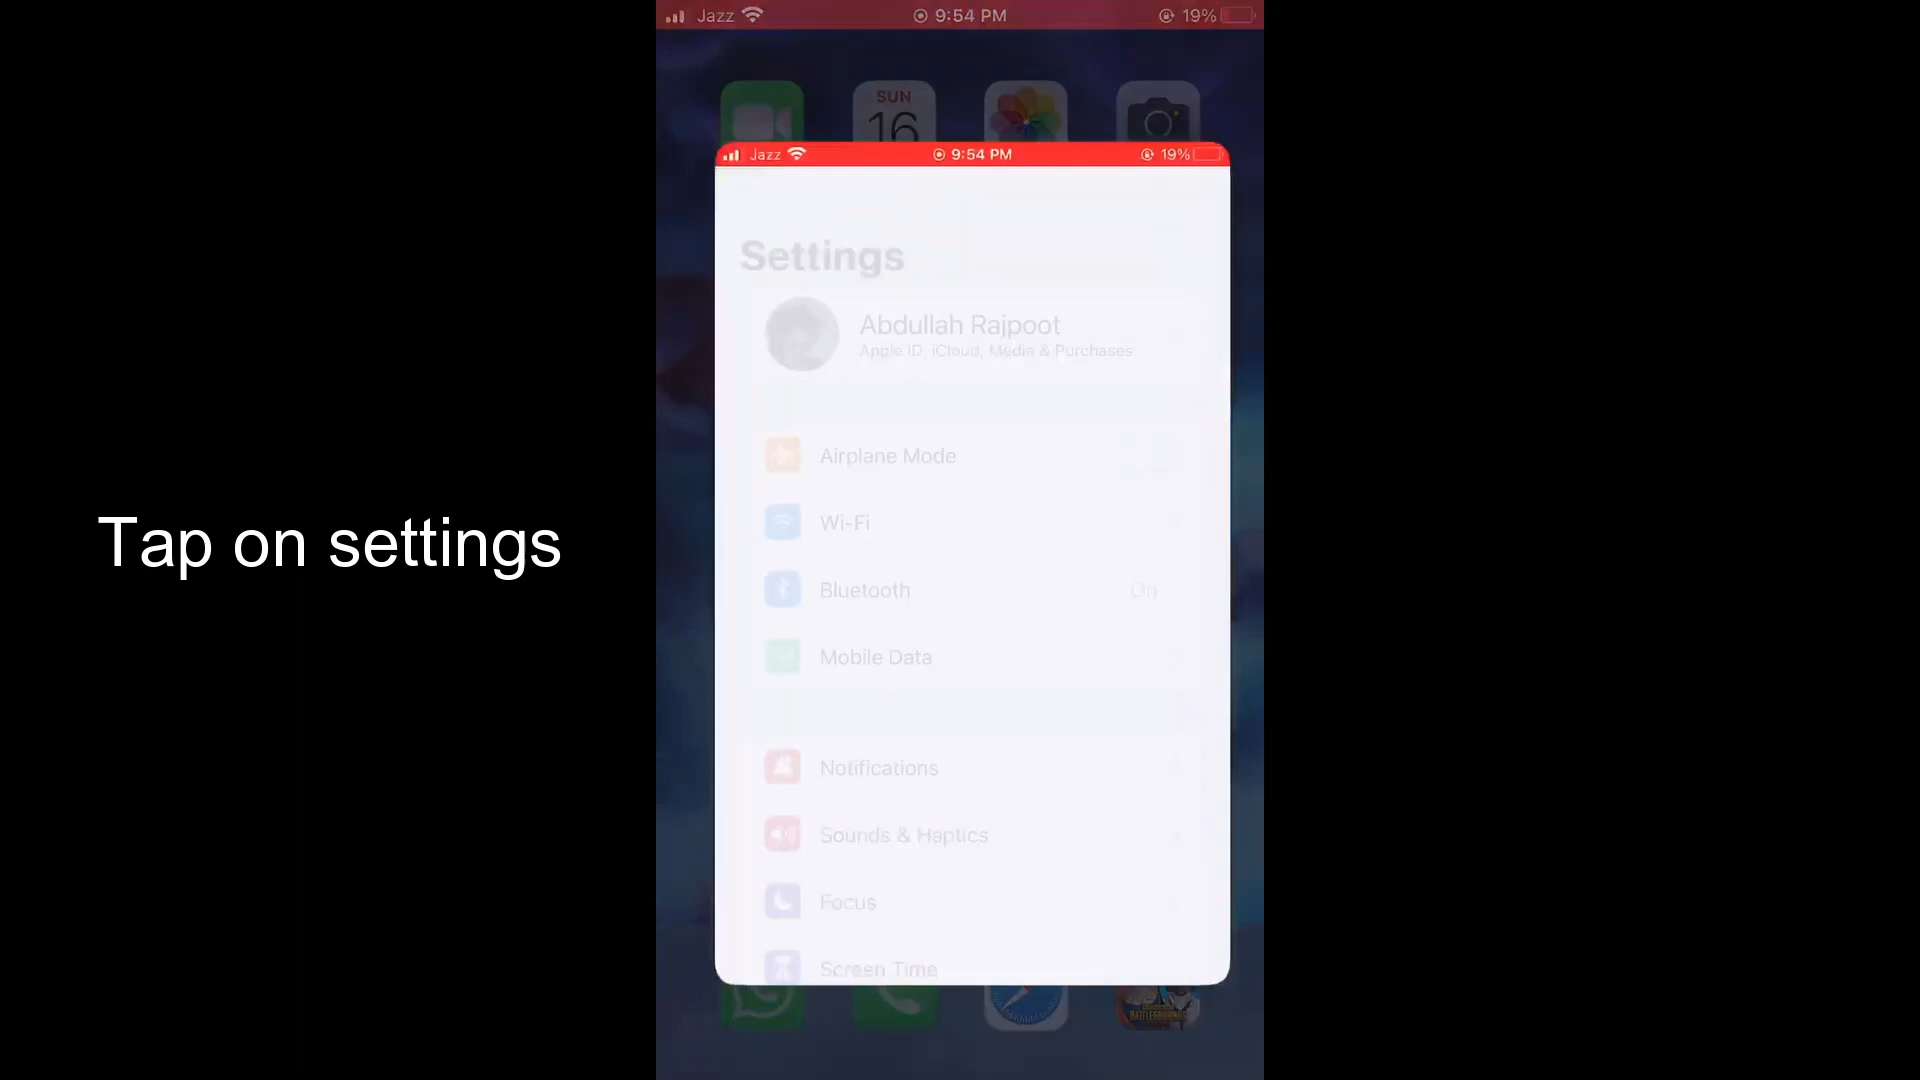 Jazz 9:54 PM 19%
SUN
16
Jazz 9:54 PM 19%
Settings
Abdullah Rajpoot
Apple ID, iCloud, Media & Purchases
Airplane Mode
Wi-Fi
Bluetooth On
Mobile Data
Notifications
Sounds & Haptics
Focus
Screen Time
BATTLEGROUNDS
Tap on settings